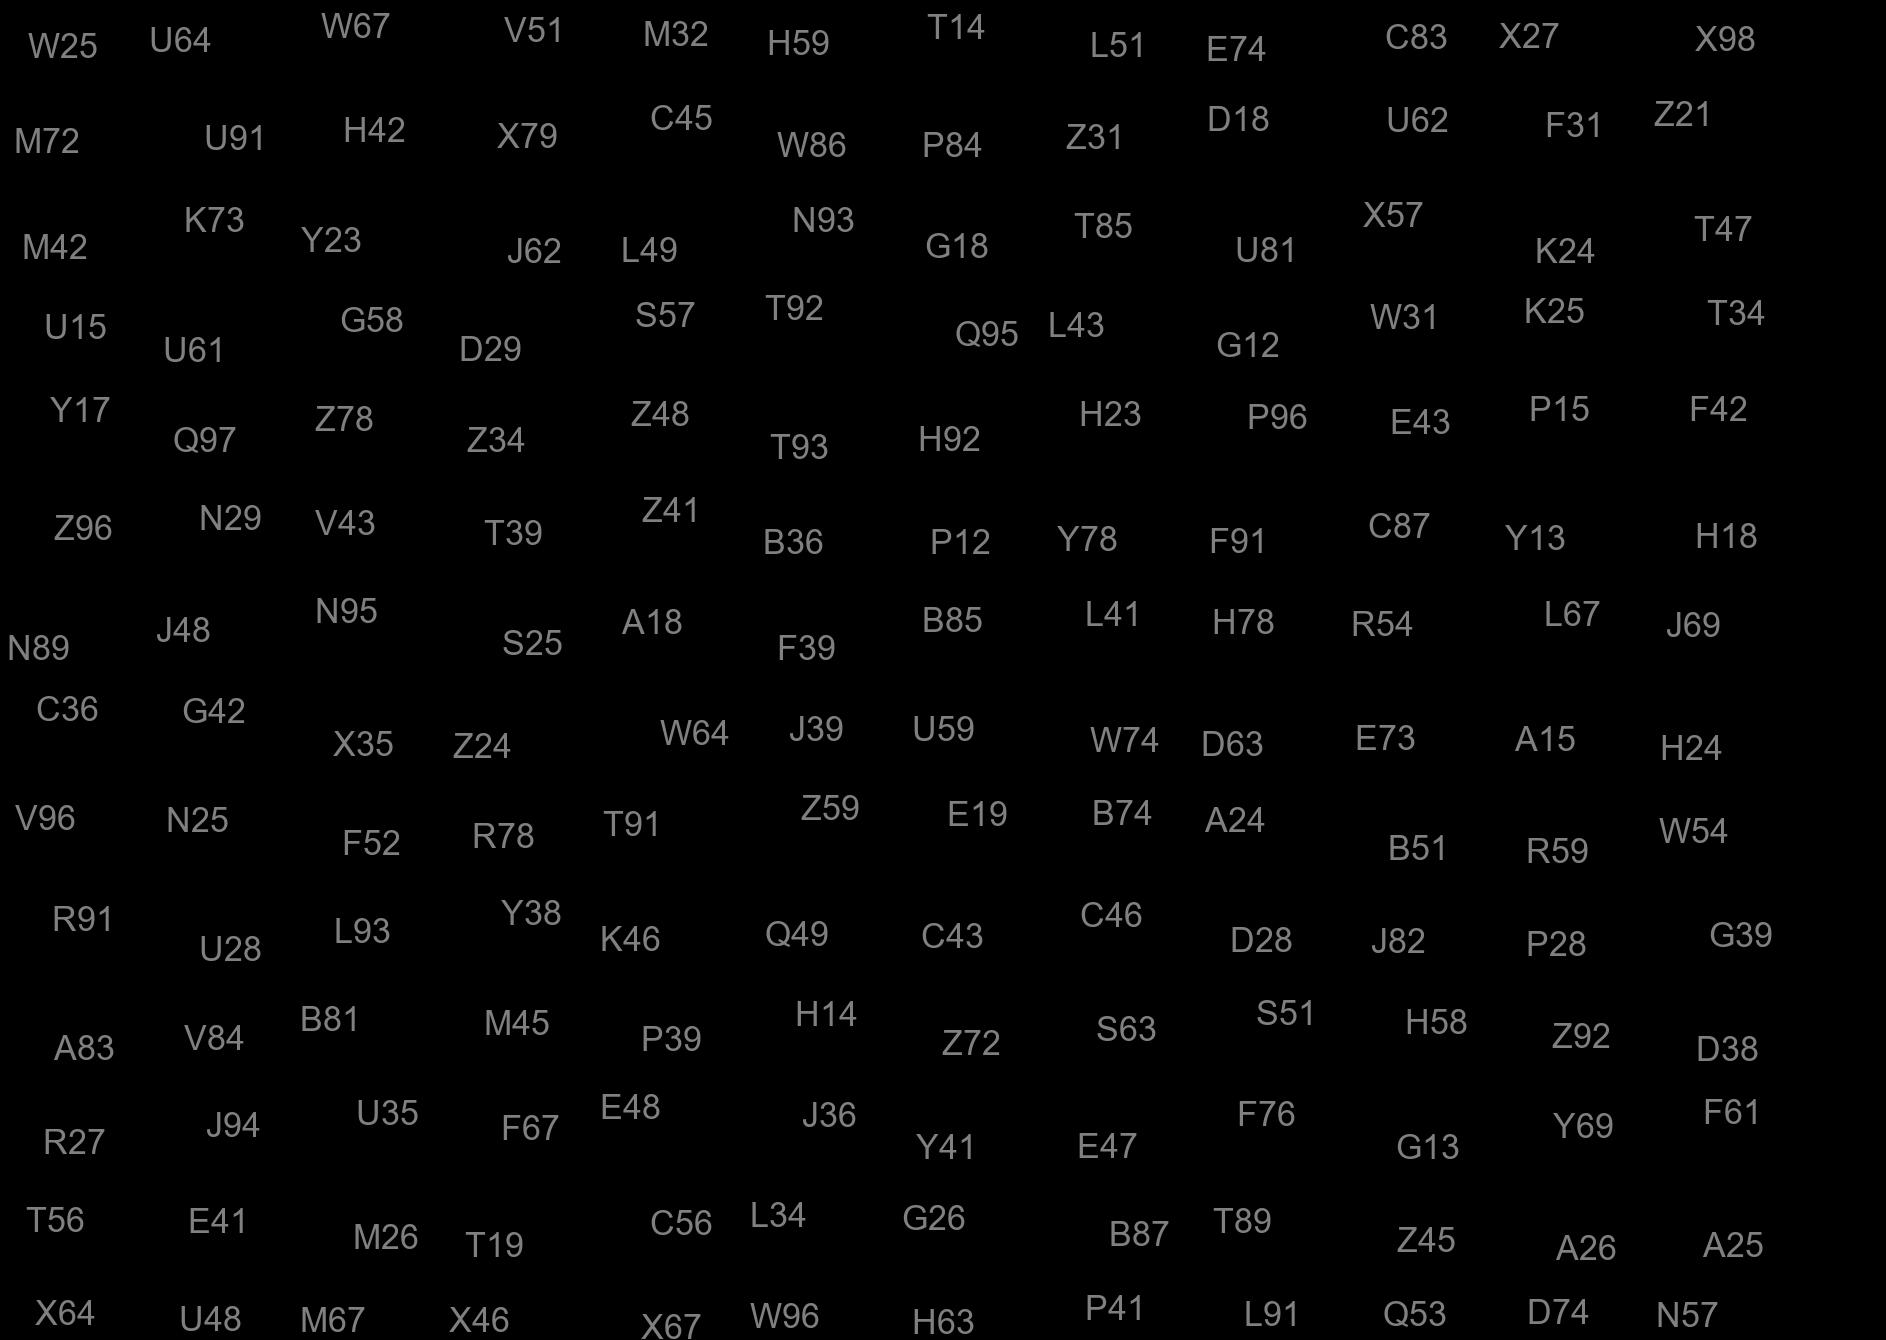 W25 U64 W67 V51 M32 H59 T14 L51 E74 C83 X27 X98
M72 U91 H42 X79 C45 W86 P84 Z31 D18 U62 F31 Z21
M42 K73 Y23 J62 L49 N93 G18 T85 U81 X57 K24 T47
U15 U61 G58 D29 S57 T92 Q95 L43 G12 W31 K25 T34
Y17 Q97 Z78 Z34 Z48 T93 H92 H23 P96 E43 P15 F42
Z96 N29 V43 T39 Z41 B36 P12 Y78 F91 C87 Y13 H18
N89 J48 N95 S25 A18 F39 B85 L41 H78 R54 L67 J69
C36 G42 X35 Z24 W64 J39 U59 W74 D63 E73 A15 H24
V96 N25 F52 R78 T91 Z59 E19 B74 A24 B51 R59 W54
R91 U28 L93 Y38 K46 Q49 C43 C46 D28 J82 P28 G39
A83 V84 B81 M45 P39 H14 Z72 S63 S51 H58 Z92 D38
R27 J94 U35 F67 E48 J36 Y41 E47 F76 G13 Y69 F61
T56 E41 M26 T19 C56 L34 G26 B87 T89 Z45 A26 A25
X64 U48 M67 X46 X67 W96 H63 P41 L91 Q53 D74 N57